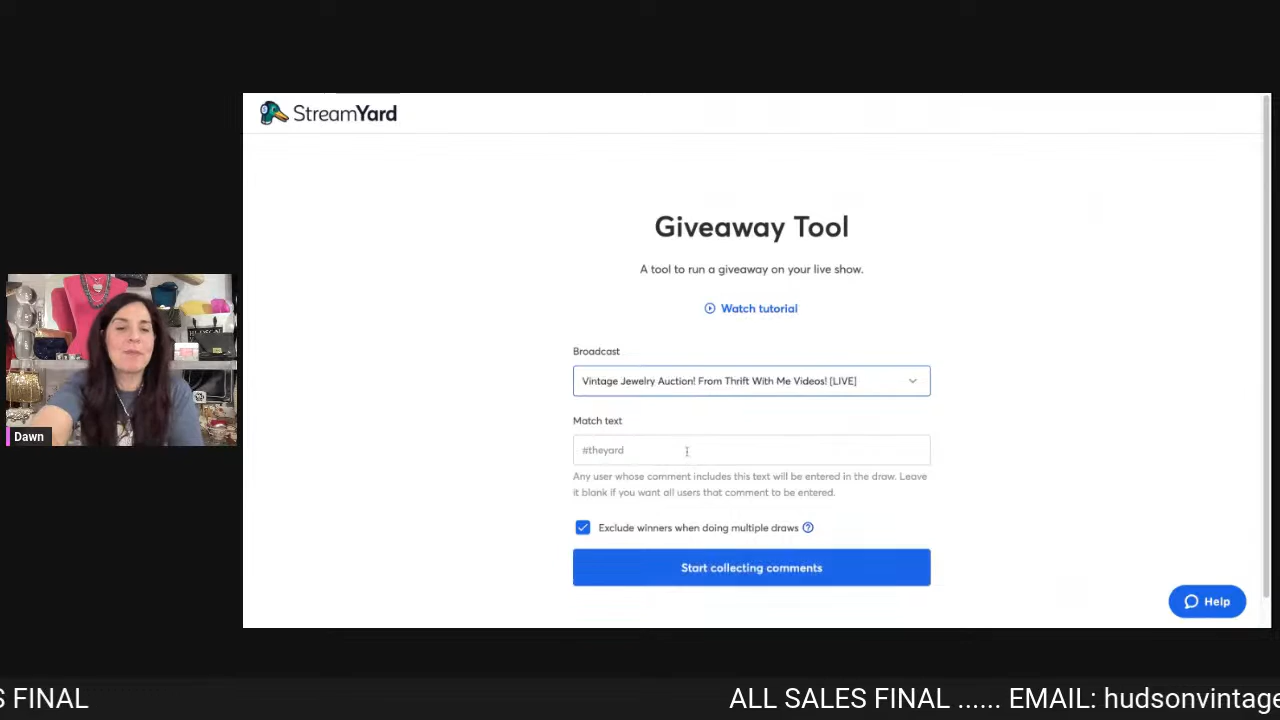 StreamYard
Giveaway Tool
A tool to run a giveaway on your live show.
Watch tutorial
Broadcast
Vintage Jewelry Auction! From Thrift With Me Videos! [LIVE]
Match text
#theyard
Any user whose comment includes this text will be entered in the draw. Leave
it blank if you want all users that comment to be entered.
Exclude winners when doing multiple draws
Start collecting comments
Help
Dawn
S FINAL
ALL SALES FINAL ...... EMAIL: hudsonvintage